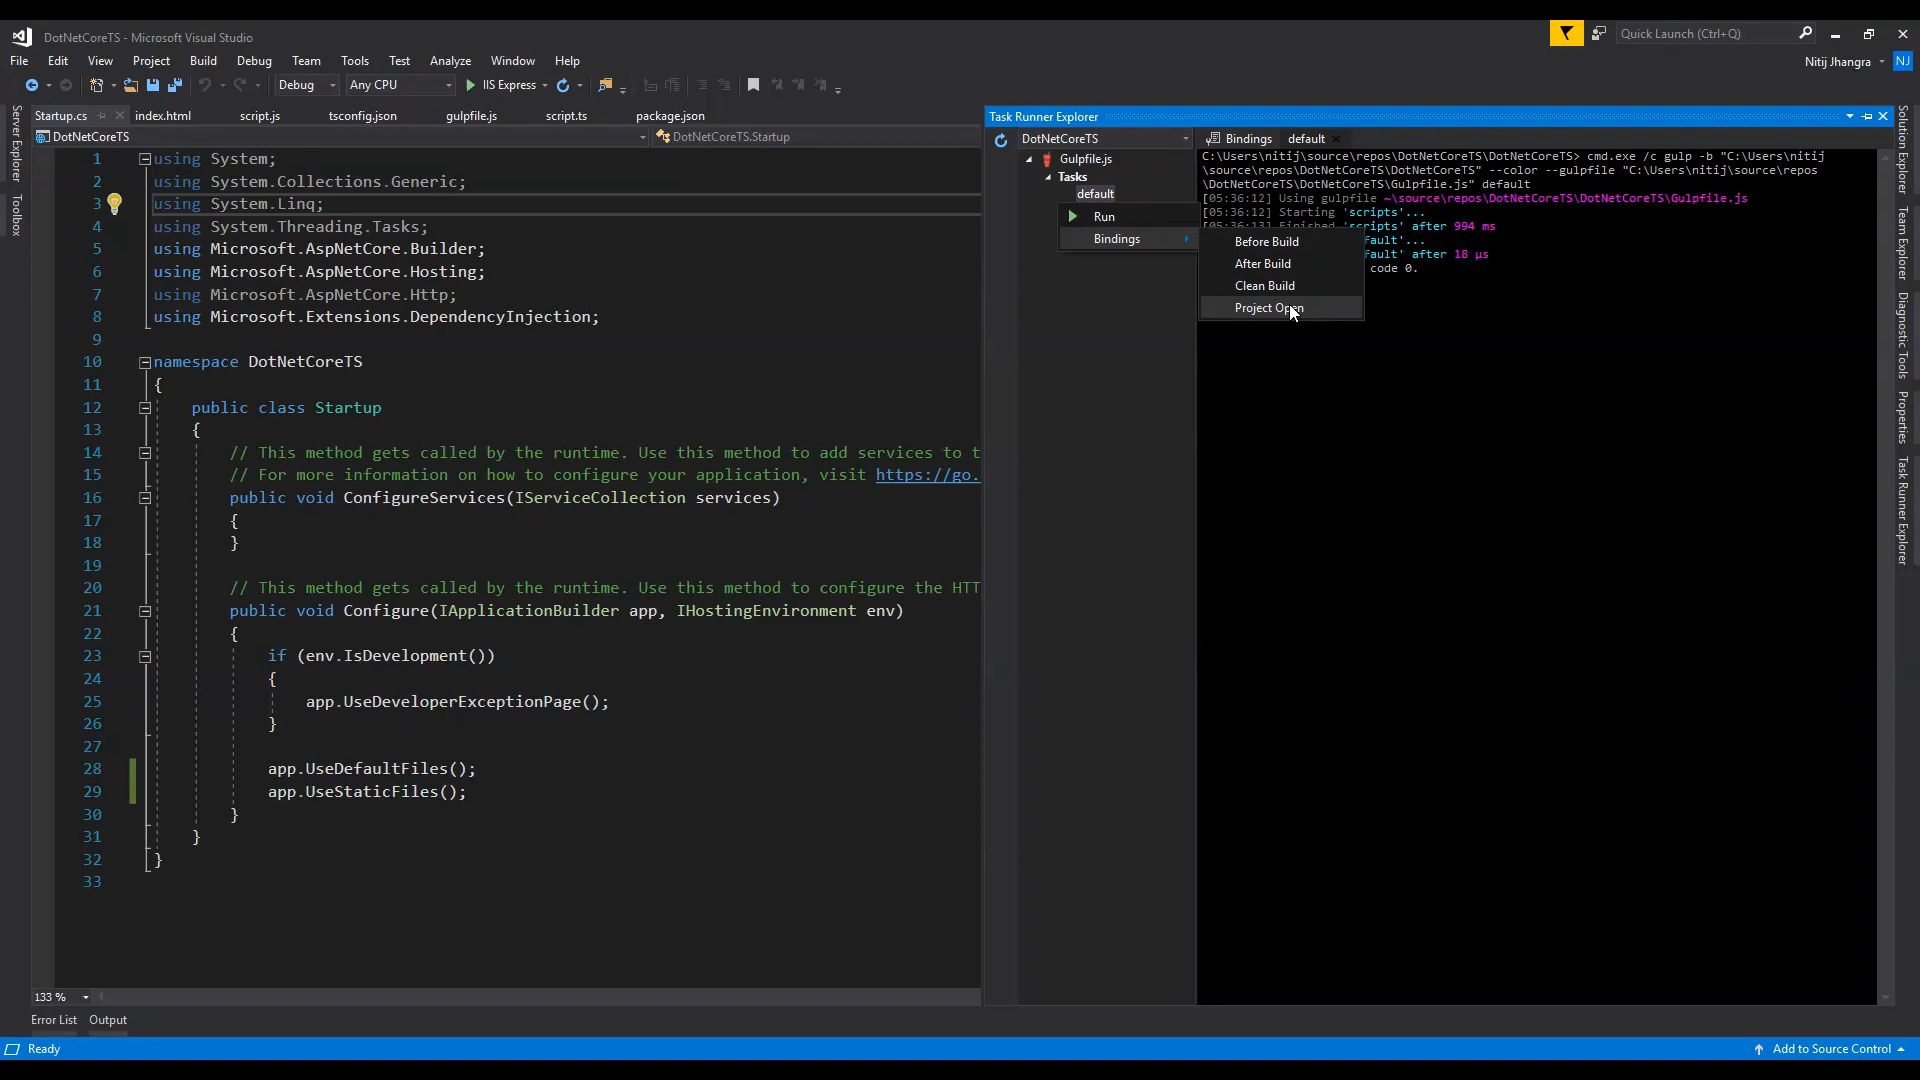 DotNetCoreTS - Microsoft Visual Studio
Quick Launch (Ctrl+Q)
File Edit View Project Build Debug Team Tools Test Analyze Window Help
Nitij Jhangra NJ
Debug Any CPU IIS Express
Server Explorer
Toolbox
Startup.cs index.html script.js tsconfig.json gulpfile.js script.ts package.json
DotNetCoreTS DotNetCoreTS.Startup
1 using System;
2 using System.Collections.Generic;
3 using System.Linq;
4 using System.Threading.Tasks;
5 using Microsoft.AspNetCore.Builder;
6 using Microsoft.AspNetCore.Hosting;
7 using Microsoft.AspNetCore.Http;
8 using Microsoft.Extensions.DependencyInjection;
9
10 namespace DotNetCoreTS
11 {
12 public class Startup
13 {
14 // This method gets called by the runtime. Use this method to add services to t
15 // For more information on how to configure your application, visit https://go.
16 public void ConfigureServices(IServiceCollection services)
17 {
18 }
19
20 // This method gets called by the runtime. Use this method to configure the HTT
21 public void Configure(IApplicationBuilder app, IHostingEnvironment env)
22 {
23 if (env.IsDevelopment())
24 {
25 app.UseDeveloperExceptionPage();
26 }
27
28 app.UseDefaultFiles();
29 app.UseStaticFiles();
30 }
31 }
32 }
33
133 %
Task Runner Explorer
DotNetCoreTS
Gulpfile.js
Tasks
default
Run
Bindings
Before Build
After Build
Clean Build
Project Open
Bindings default
C:\Users\nitij\source\repos\DotNetCoreTS\DotNetCoreTS> cmd.exe /c gulp -b "C:\Users\nitij
\source\repos\DotNetCoreTS\DotNetCoreTS" --color --gulpfile "C:\Users\nitij\source\repos
\DotNetCoreTS\DotNetCoreTS\Gulpfile.js" default
[05:36:12] Using gulpfile ~\source\repos\DotNetCoreTS\DotNetCoreTS\Gulpfile.js
[05:36:12] Starting 'scripts'...
[05:36:13] Finished 'scripts' after 994 ms
fault'...
fault' after 18 μs
code 0.
Solution Explorer
Team Explorer
Diagnostic Tools
Properties
Task Runner Explorer
Error List Output
Ready
Add to Source Control